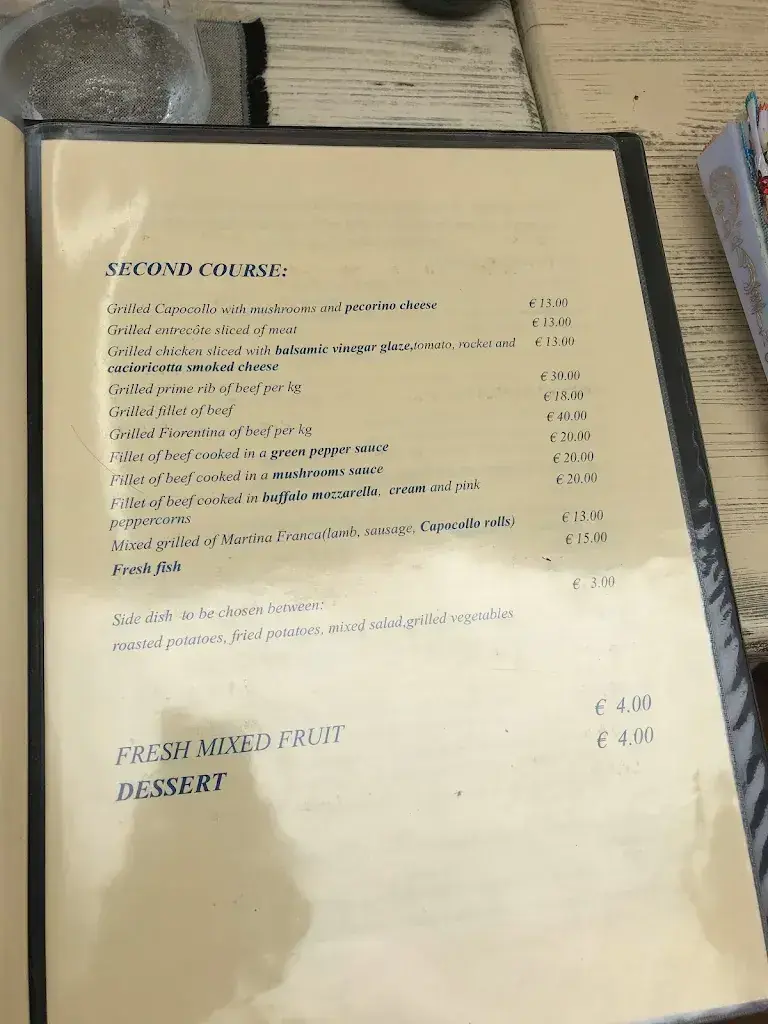 SECOND COURSE:
Grilled Capocollo with mushrooms and pecorino cheese € 13.00
Grilled entrecôte sliced of meat € 13.00
Grilled chicken sliced with balsamic vinegar glaze,tomato, rocket and € 13.00
cacioricotta smoked cheese
Grilled prime rib of beef per kg € 30.00
Grilled fillet of beef € 18.00
Grilled Fiorentina of beef per kg € 40.00
Fillet of beef cooked in a green pepper sauce € 20.00
Fillet of beef cooked in a mushrooms sauce € 20.00
Fillet of beef cooked in buffalo mozzarella, cream and pink € 20.00
peppercorns
Mixed grilled of Martina Franca(lamb, sausage, Capocollo rolls) € 13.00
Fresh fish € 15.00
Side dish to be chosen between: € 3.00
roasted potatoes, fried potatoes, mixed salad,grilled vegetables
FRESH MIXED FRUIT € 4.00
DESSERT € 4.00